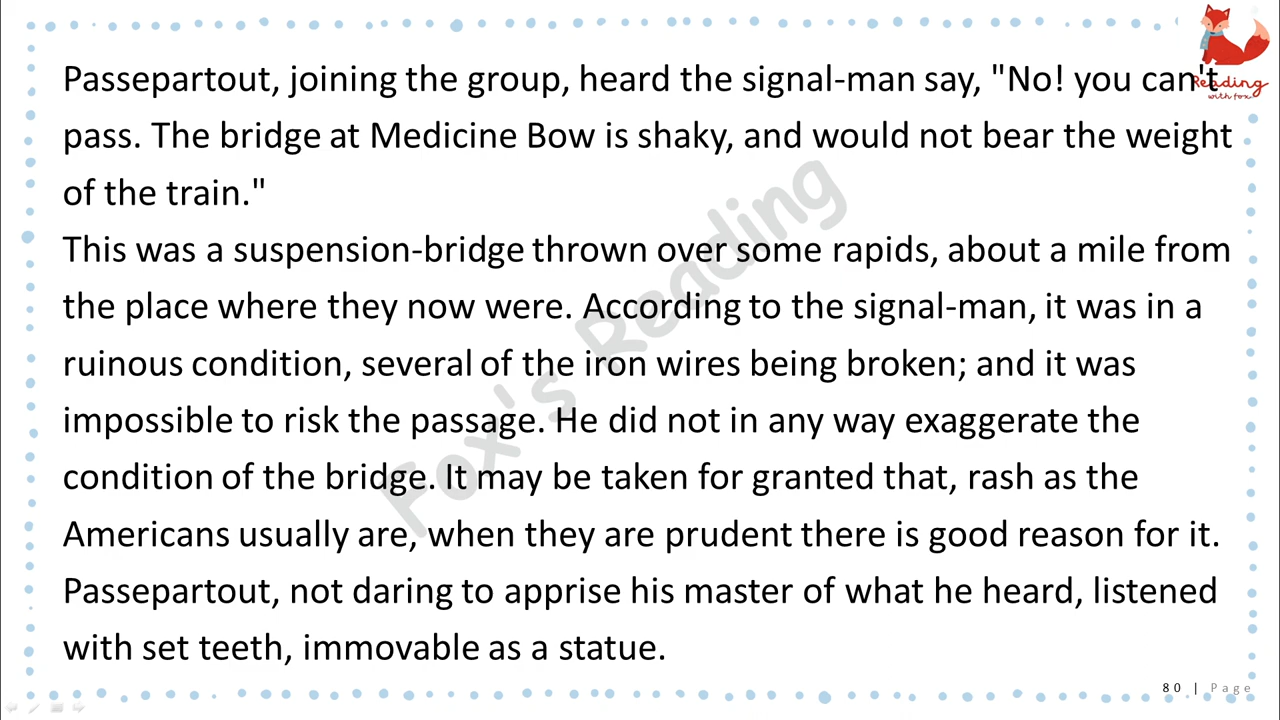 Passepartout, joining the group, heard the signal-man say, "No! you can't
Reading
with fox
pass. The bridge at Medicine Bow is shaky, and would not bear the weight
of the train."
This was a suspension-bridge thrown over some rapids, about a mile from
the place where they now were. According to the signal-man, it was in a
ruinous condition, several of the iron wires being broken; and it was
impossible to risk the passage. He did not in any way exaggerate the
condition of the bridge. It may be taken for granted that, rash as the
Americans usually are, when they are prudent there is good reason for it.
Passepartout, not daring to apprise his master of what he heard, listened
with set teeth, immovable as a statue.
Fox's Reading
80 | Page